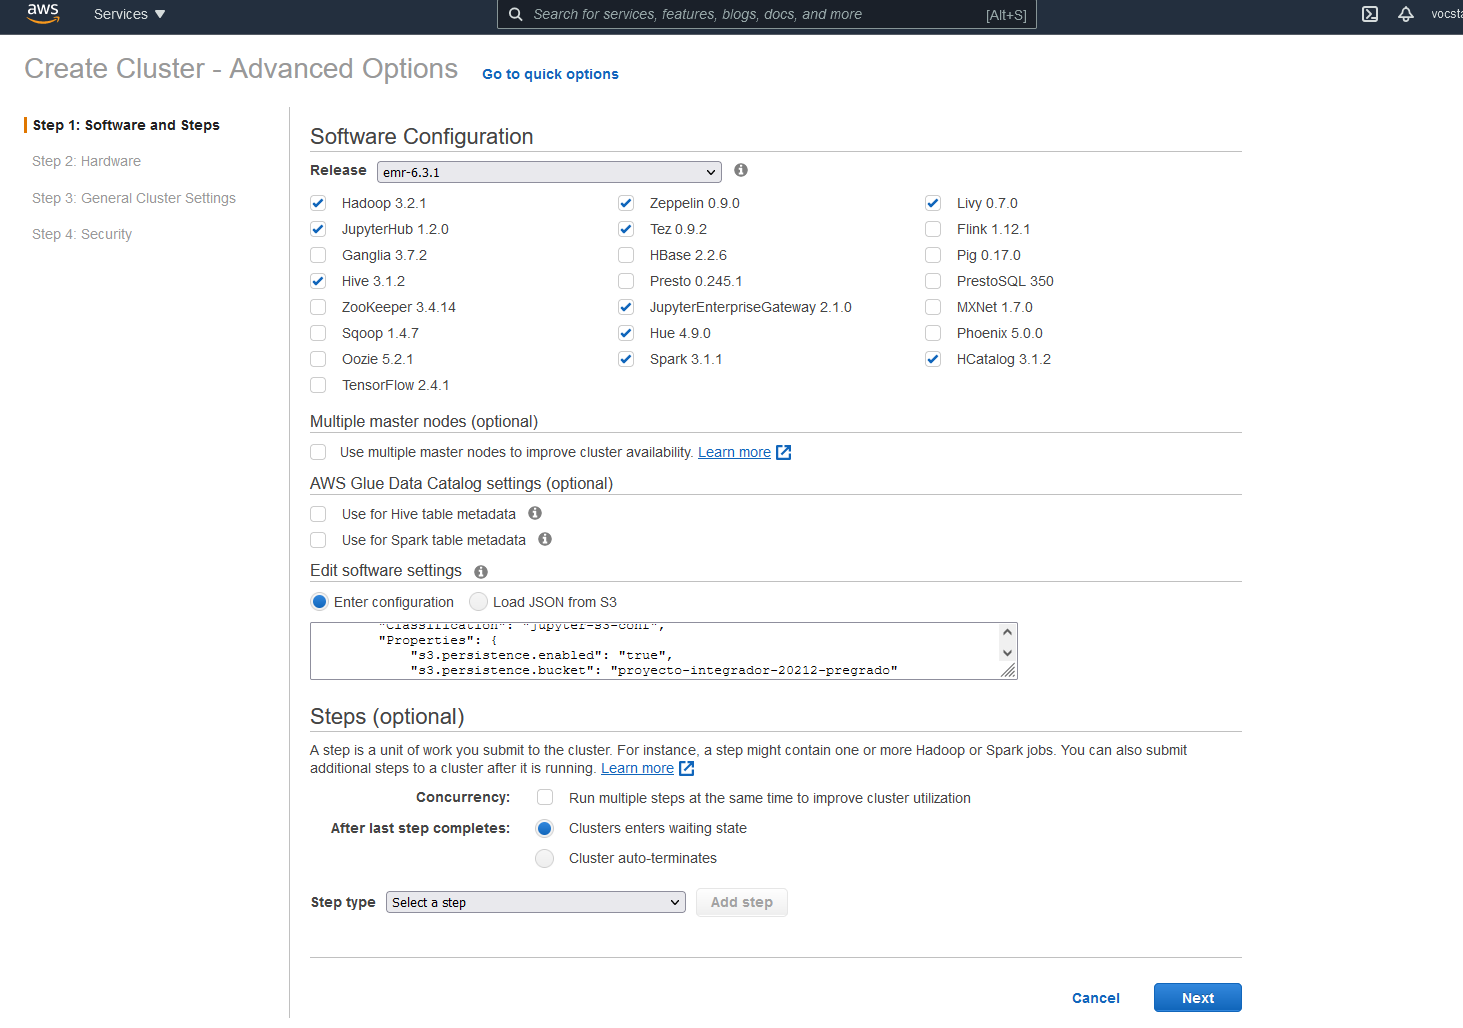 aws Services Search for services, features, blogs, docs, and more [Alt+S]
Create Cluster - Advanced Options Go to quick options
Step 1: Software and Steps
Step 2: Hardware
Step 3: General Cluster Settings
Step 4: Security
Software Configuration
Release emr-6.3.1
Hadoop 3.2.1 Zeppelin 0.9.0 Livy 0.7.0
JupyterHub 1.2.0 Tez 0.9.2 Flink 1.12.1
Ganglia 3.7.2 HBase 2.2.6 Pig 0.17.0
Hive 3.1.2 Presto 0.245.1 PrestoSQL 350
ZooKeeper 3.4.14 JupyterEnterpriseGateway 2.1.0 MXNet 1.7.0
Sqoop 1.4.7 Hue 4.9.0 Phoenix 5.0.0
Oozie 5.2.1 Spark 3.1.1 HCatalog 3.1.2
TensorFlow 2.4.1
Multiple master nodes (optional)
Use multiple master nodes to improve cluster availability. Learn more
AWS Glue Data Catalog settings (optional)
Use for Hive table metadata
Use for Spark table metadata
Edit software settings
Enter configuration Load JSON from S3
"Classification": "jupyter-s3-conf",
"Properties": {
"s3.persistence.enabled": "true",
"s3.persistence.bucket": "proyecto-integrador-20212-pregrado"
Steps (optional)
A step is a unit of work you submit to the cluster. For instance, a step might contain one or more Hadoop or Spark jobs. You can also submit
additional steps to a cluster after it is running. Learn more
Concurrency: Run multiple steps at the same time to improve cluster utilization
After last step completes: Clusters enters waiting state
Cluster auto-terminates
Step type Select a step Add step
Cancel Next